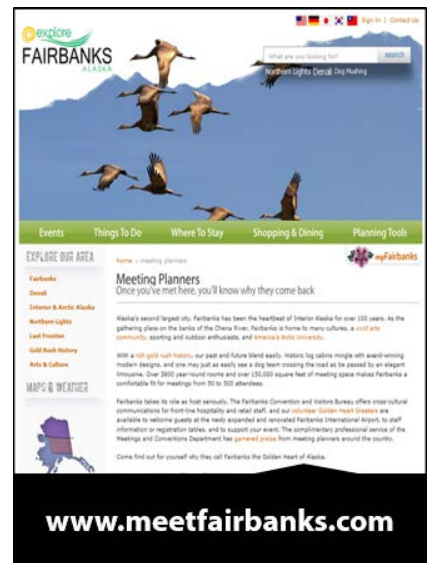 explore
FAIRBANKS
ALASKA
Sign In | Contact Us
What are you looking for?
search
Northern Lights Denali Dog Mushing
Events Things To Do Where To Stay Shopping & Dining Planning Tools
EXPLORE OUR AREA
Fairbanks
Denali
Interior & Arctic Alaska
Northern Lights
Last Frontier
Gold Rush History
Arts & Culture
MAPS & WEATHER
home » meeting planners
myFairbanks
Meeting Planners
Once you've met here, you'll know why they come back
Alaska's second largest city, Fairbanks has been the heartbeat of Interior Alaska for over 100 years. As the
gathering place on the banks of the Chena River, Fairbanks is home to many cultures, a vivid arts
community, sporting and outdoor enthusiasts, and America's Arctic University.
With a rich gold rush history, our past and future blend easily. Historic log cabins mingle with award-winning
modern designs, and one may just as easily see a dog team crossing the road as be passed by an elegant
limousine. Over 3800 year-round rooms and over 150,000 square feet of meeting space makes Fairbanks a
comfortable fit for meetings from 50 to 500 attendees.
Fairbanks takes its role as host seriously. The Fairbanks Convention and Visitors Bureau offers cross-cultural
communications for front-line hospitality and retail staff, and our volunteer Golden Heart Greeters are
available to welcome guests at the newly expanded and renovated Fairbanks International Airport, to staff
information or registration tables, and to support your event. The complimentary professional service of the
Meetings and Conventions Department has garnered praise from meeting planners around the country.
Come find out for yourself why they call Fairbanks the Golden Heart of Alaska.
www.meetfairbanks.com